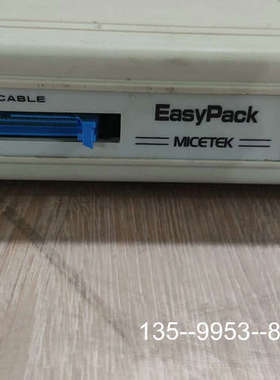 CABLE
EasyPack
MICETEK
135--9953--8